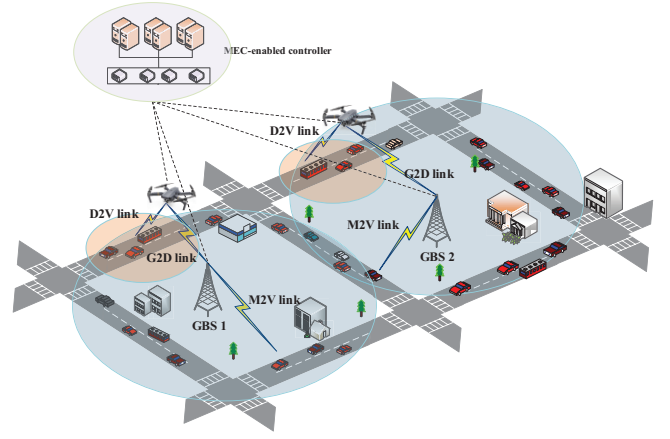 MEC-enabled controller
D2V link
G2D link
D2V link
M2V link
G2D link
GBS 2
M2V link
GBS 1